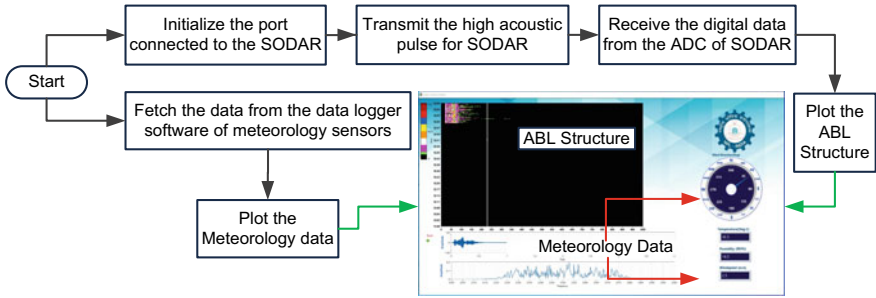 Start
Initialize the port
connected to the SODAR
Transmit the high acoustic
pulse for SODAR
Receive the digital data
from the ADC of SODAR
Fetch the data from the data logger
software of meteorology sensors
Plot the
ABL
Structure
Plot the
Meteorology data
ABL Structure
Meteorology Data